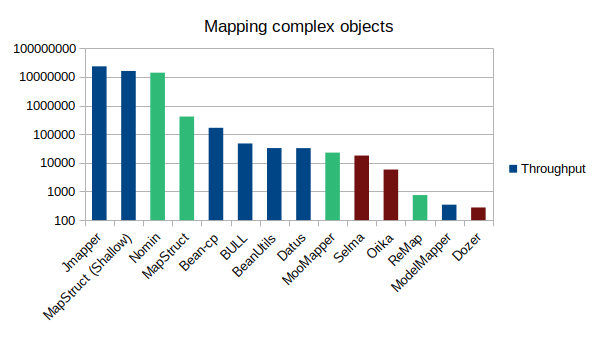 Mapping complex objects
100000000
10000000
1000000
100000
10000
1000
100
Jmapper
MapStruct (Shallow)
Nomin
MapStruct
Bean-cp
BULL
BeanUtils
Datus
MooMapper
Selma
Orika
ReMap
ModelMapper
Dozer
Throughput